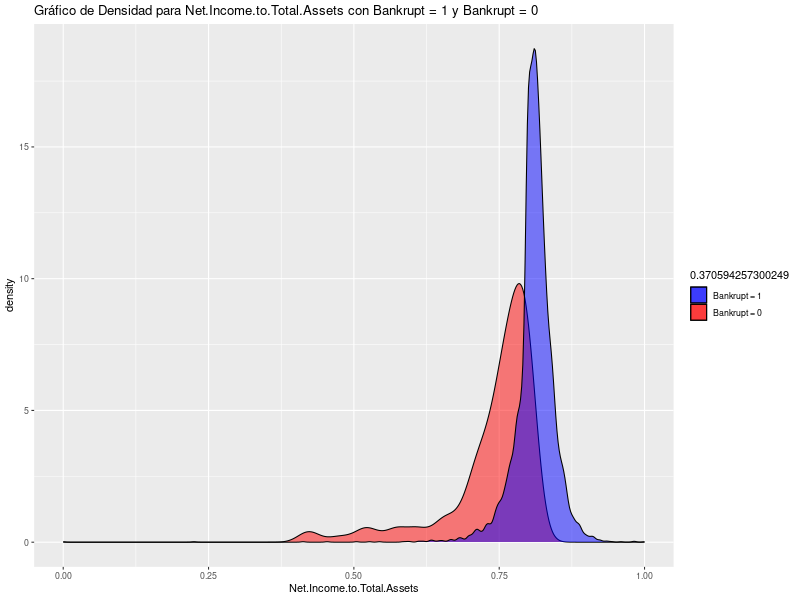 Gráfico de Densidad para Net.Income.to.Total.Assets con Bankrupt = 1 y Bankrupt = 0
15
10
5
0
density
0.00 0.25 0.50 0.75 1.00
Net.Income.to.Total.Assets
0.370594257300249
Bankrupt = 1
Bankrupt = 0